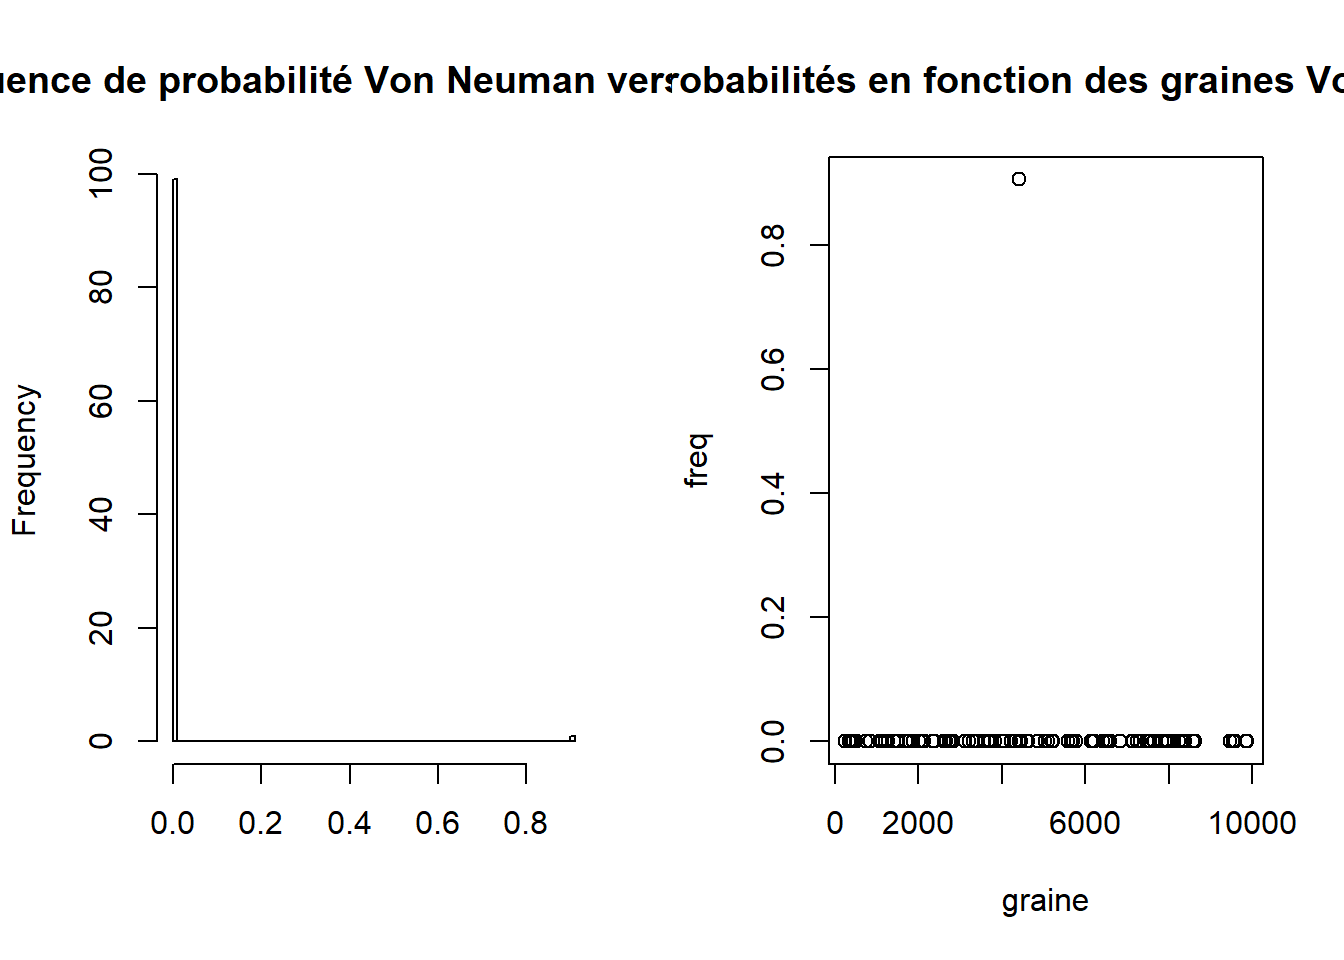 uence de probabilité Von Neuman vers
robabilités en fonction des graines Vo
Frequency
100
80
60
40
20
0
0.0 0.2 0.4 0.6 0.8
freq
0.8
0.6
0.4
0.2
0.0
0 2000 6000 10000
graine